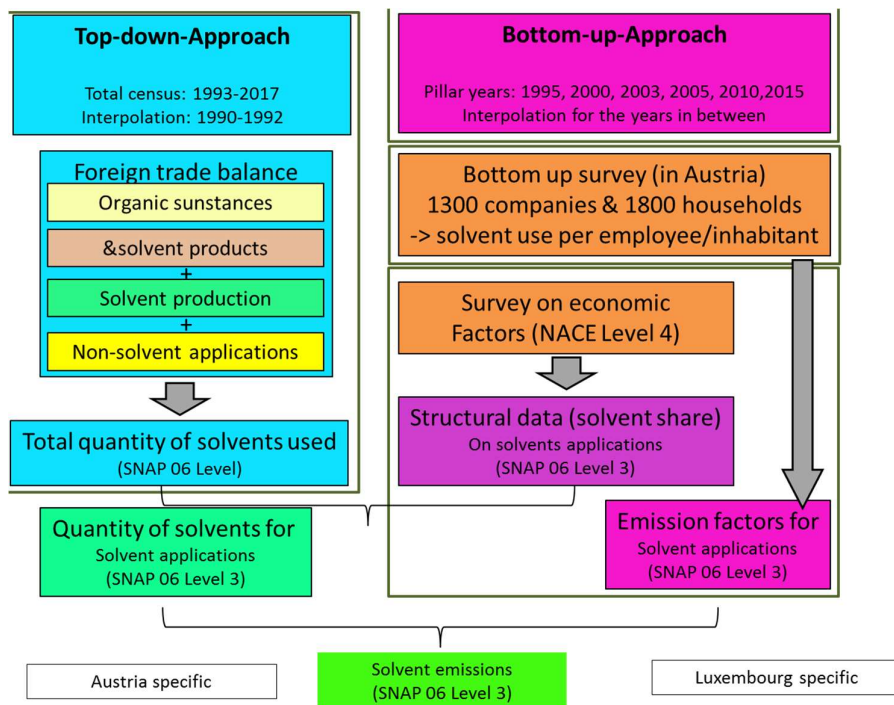 Top-down-Approach
Total census: 1993-2017
Interpolation: 1990-1992
Foreign trade balance
Organic sunstances
&solvent products
+
Solvent production
+
Non-solvent applications
Total quantity of solvents used
(SNAP 06 Level)
Bottom-up-Approach
Pillar years: 1995, 2000, 2003, 2005, 2010,2015
Interpolation for the years in between
Bottom up survey (in Austria)
1300 companies & 1800 households
-> solvent use per employee/inhabitant
Survey on economic
Factors (NACE Level 4)
Structural data (solvent share)
On solvents applications
(SNAP 06 Level 3)
Quantity of solvents for
Solvent applications
(SNAP 06 Level 3)
Emission factors for
Solvent applications
(SNAP 06 Level 3)
Austria specific
Solvent emissions
(SNAP 06 Level 3)
Luxembourg specific